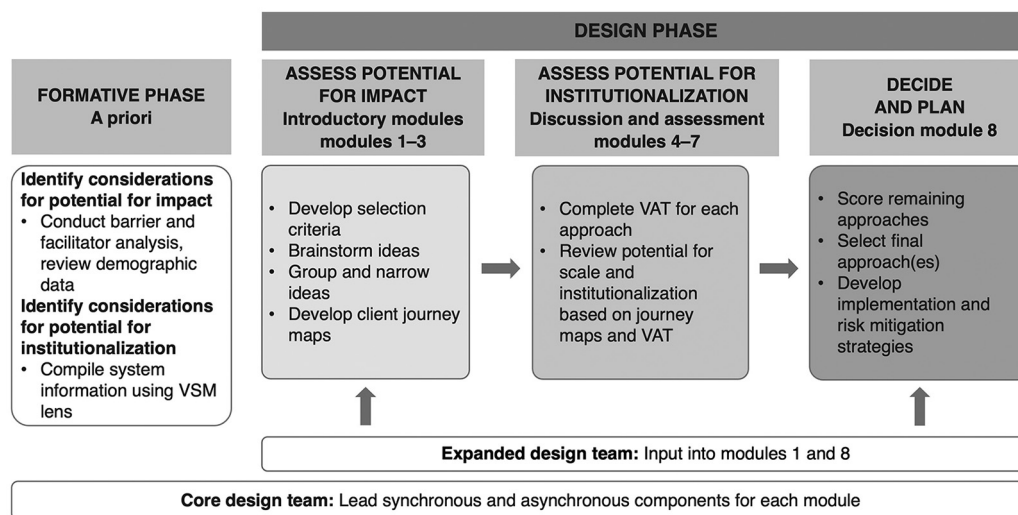 DESIGN PHASE
FORMATIVE PHASE
A priori
Identify considerations
for potential for impact
• Conduct barrier and
facilitator analysis,
review demographic
data
Identify considerations
for potential for
institutionalization
• Compile system
information using VSM
lens
ASSESS POTENTIAL
FOR IMPACT
Introductory modules
modules 1–3
• Develop selection
criteria
• Brainstorm ideas
• Group and narrow
ideas
• Develop client journey
maps
ASSESS POTENTIAL FOR
INSTITUTIONALIZATION
Discussion and assessment
modules 4–7
• Complete VAT for each
approach
• Review potential for
scale and
institutionalization
based on journey
maps and VAT
DECIDE
AND PLAN
Decision module 8
• Score remaining
approaches
• Select final
approach(es)
• Develop
implementation and
risk mitigation
strategies
Expanded design team: Input into modules 1 and 8
Core design team: Lead synchronous and asynchronous components for each module